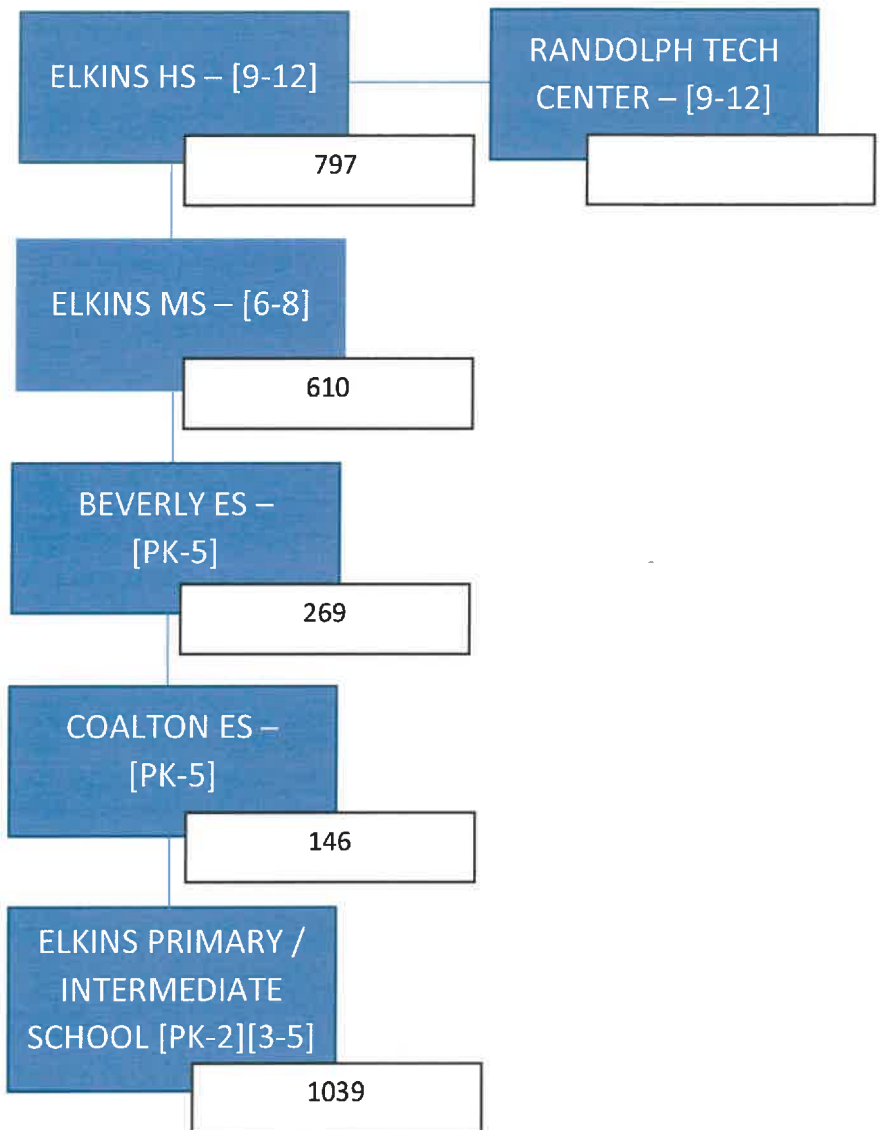 ELKINS HS – [9-12]
797
RANDOLPH TECH
CENTER – [9-12]
ELKINS MS – [6-8]
610
BEVERLY ES –
[PK-5]
269
COALTON ES –
[PK-5]
146
ELKINS PRIMARY /
INTERMEDIATE
SCHOOL [PK-2][3-5]
1039